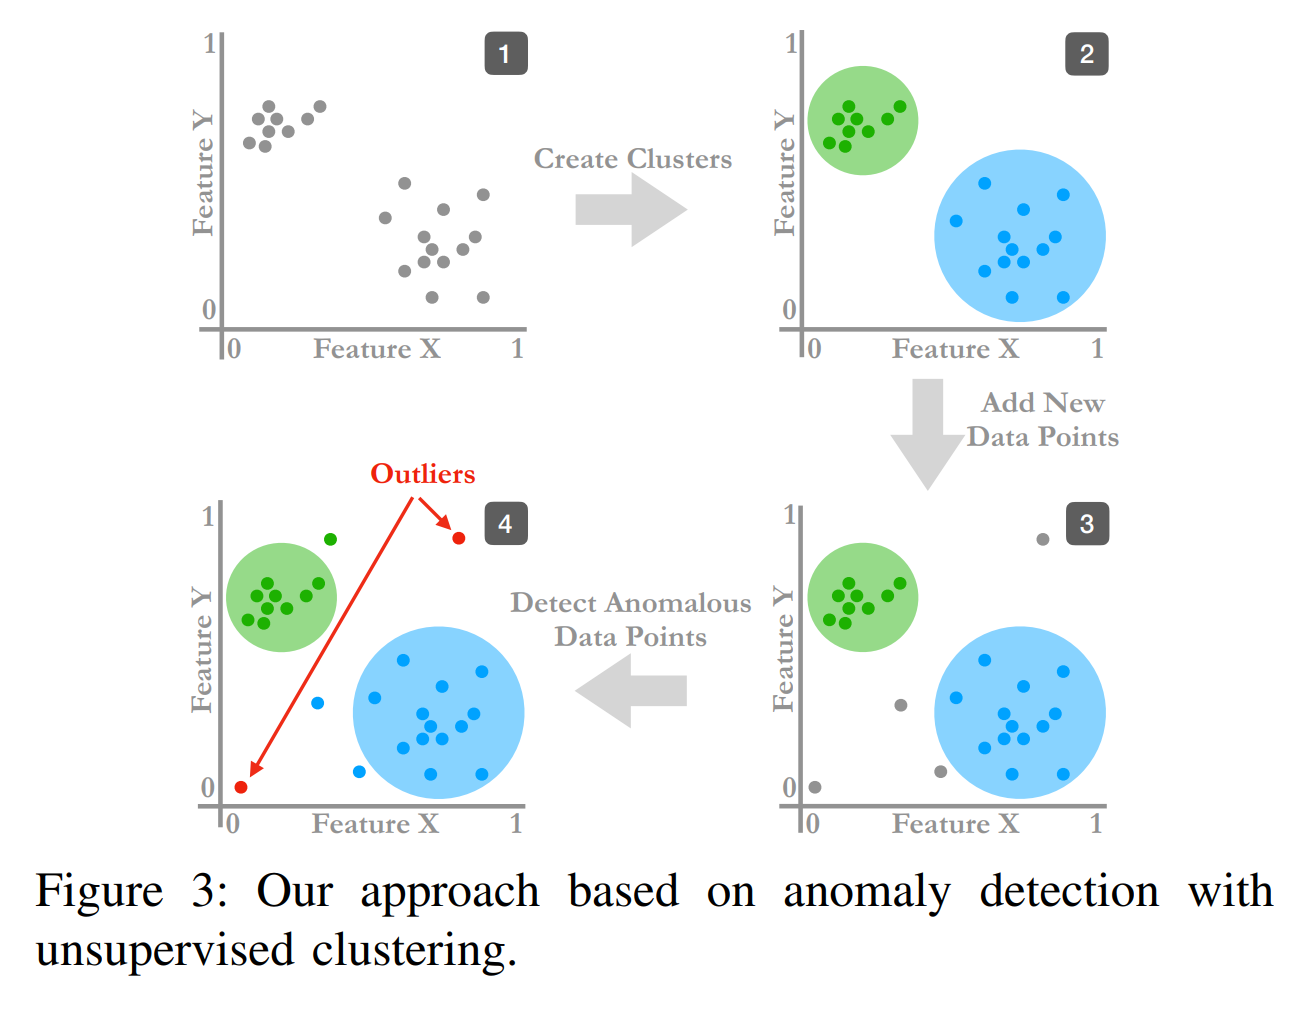 1
1
Feature Y
0
0
Feature X
1
Create Clusters
2
1
Feature Y
0
0
Feature X
1
Add New
Data Points
3
1
Feature Y
0
0
Feature X
1
Detect Anomalous
Data Points
Outliers
4
1
Feature Y
0
0
Feature X
1
Figure 3: Our approach based on anomaly detection with
unsupervised clustering.